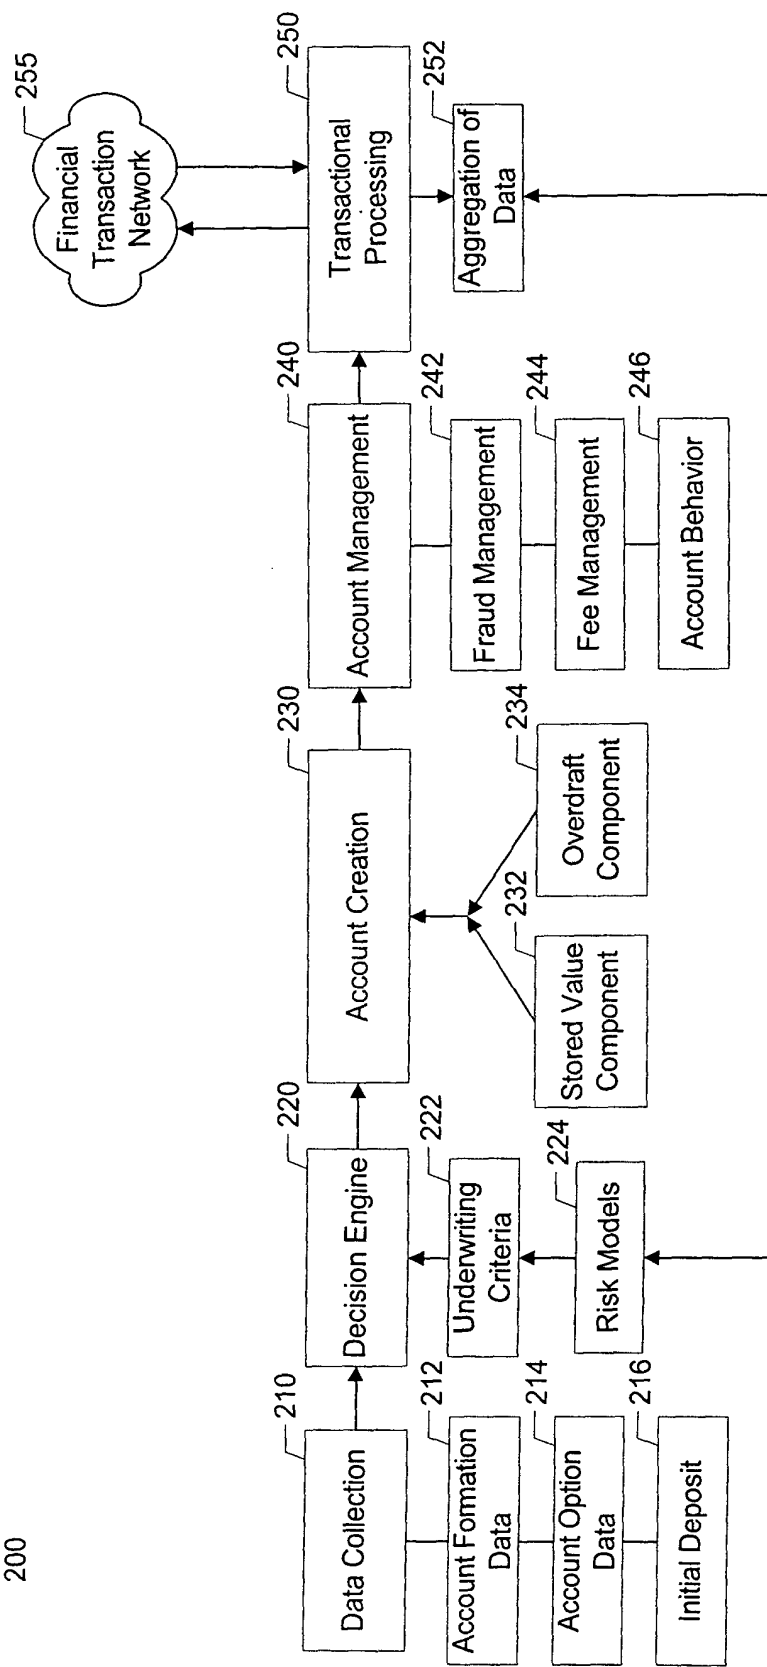 200
210
Data Collection
212
Account Formation
Data
214
Account Option
Data
216
Initial Deposit
220
Decision Engine
222
Underwriting
Criteria
224
Risk Models
230
Account Creation
232
Stored Value
Component
234
Overdraft
Component
240
Account Management
242
Fraud Management
244
Fee Management
246
Account Behavior
250
Transactional
Processing
252
Aggregation of
Data
255
Financial
Transaction
Network